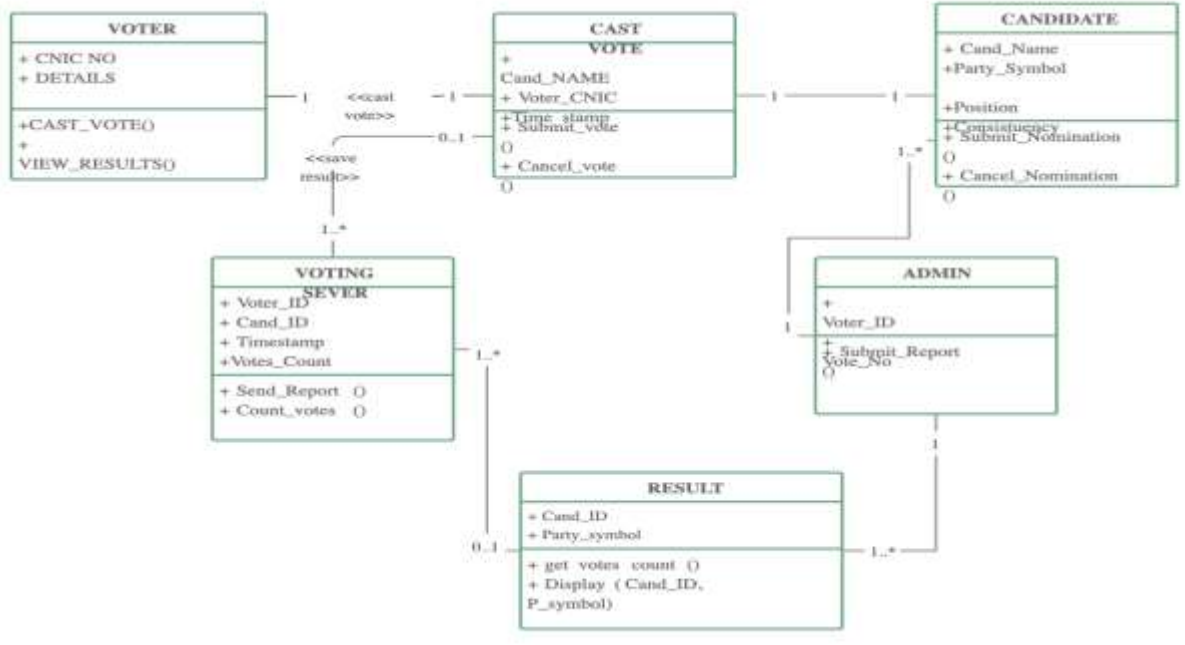 VOTER
+ CNIC NO
+ DETAILS
+CAST_VOTE()
+
VIEW_RESULTS()
1
<<cast
vote>>
1
CAST
VOTE
+
Cand_NAME
+ Voter_CNIC
+Time_stamp
+ Submit_vote
()
+ Cancel_vote
()
0..1
1
1
CANDIDATE
+ Cand_Name
+Party_Symbol
+Position
+Consistuency
+ Submit_Nomination
()
+ Cancel_Nomination
()
1..*
<<save
result>>
1..*
VOTING
SEVER
+ Voter_ID
+ Cand_ID
+ Timestamp
+Votes_Count
+ Send_Report ()
+ Count_votes ()
1..*
ADMIN
+
Voter_ID
+
Vote_No
+ Submit_Report
()
1
1
RESULT
+ Cand_ID
+ Party_symbol
+ get votes count ()
+ Display ( Cand_ID,
P_symbol)
0..1
1..*